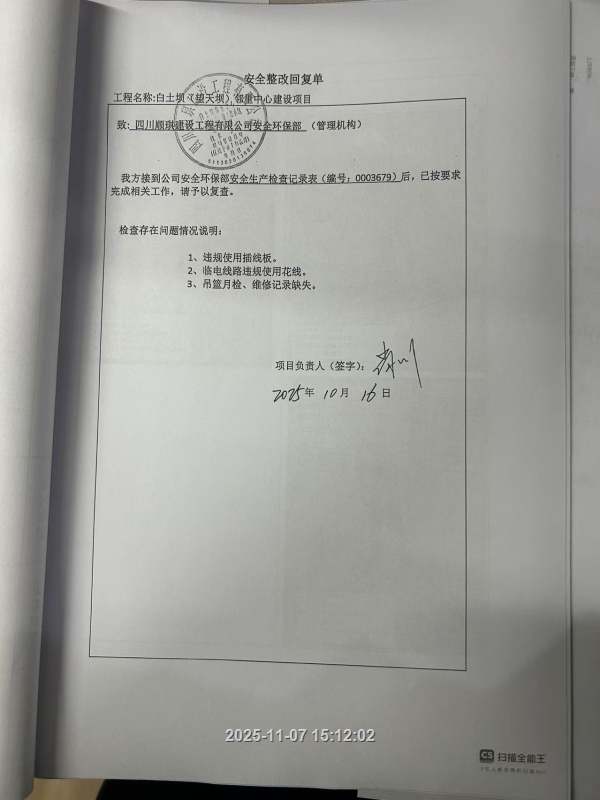 安全整改回复单
工程名称:白土坝（望天坝）邻里中心建设项目
致: 四川顺琪建设工程有限公司安全环保部 （管理机构）
我方接到公司安全环保部安全生产检查记录表（编号：0003679）后，已按要求
完成相关工作，请予以复查。
检查存在问题情况说明：
1、违规使用插线板。
2、临电线路违规使用花线。
3、吊篮月检、维修记录缺失。
项目负责人（签字）：
2025年 10月 16日
2025-11-07 15:12:02
CS 扫描全能王